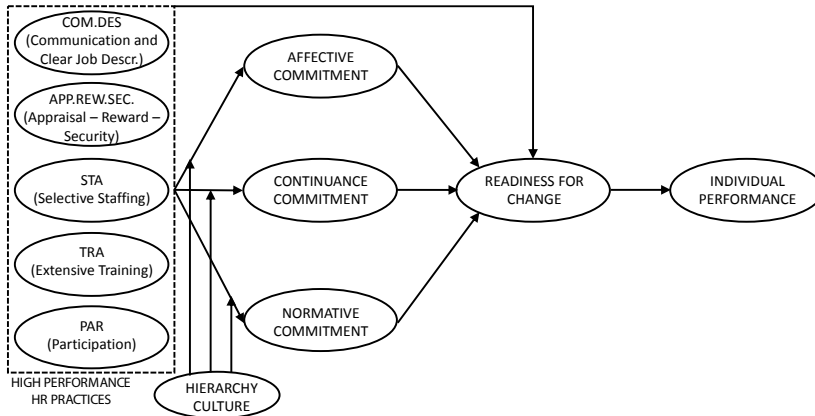 COM.DES
(Communication and
Clear Job Descr.)
APP.REW.SEC.
(Appraisal – Reward –
Security)
STA
(Selective Staffing)
TRA
(Extensive Training)
PAR
(Participation)
HIGH PERFORMANCE
HR PRACTICES
HIERARCHY
CULTURE
AFFECTIVE
COMMITMENT
CONTINUANCE
COMMITMENT
NORMATIVE
COMMITMENT
READINESS FOR
CHANGE
INDIVIDUAL
PERFORMANCE